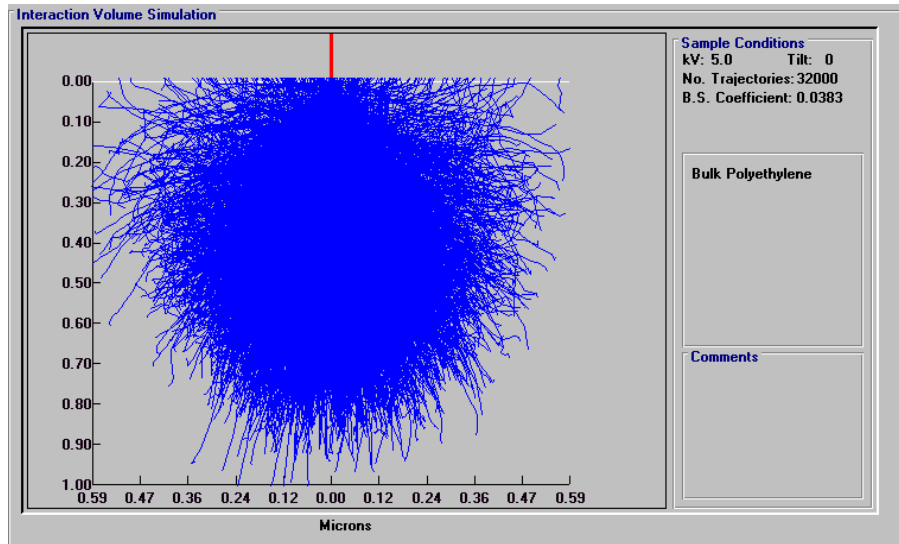 Interaction Volume Simulation
Sample Conditions
kV: 5.0 Tilt: 0
No. Trajectories: 32000
B.S. Coefficient: 0.0383
Bulk Polyethylene
Comments
0.00
0.10
0.20
0.30
0.40
0.50
0.60
0.70
0.80
0.90
1.00
0.59 0.47 0.36 0.24 0.12 0.00 0.12 0.24 0.36 0.47 0.59
Microns